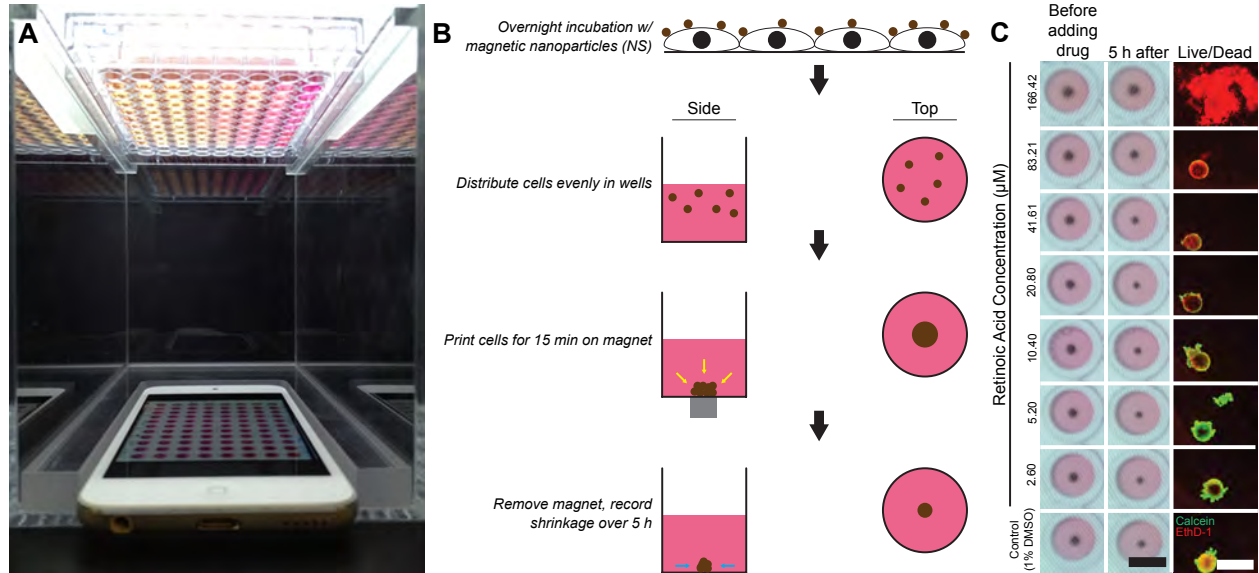 A
B
Overnight incubation w/
magnetic nanoparticles (NS)
Side
Top
Distribute cells evenly in wells
Print cells for 15 min on magnet
Remove magnet, record
shrinkage over 5 h
C
Before
adding
drug
5 h after
Live/Dead
Retinoic Acid Concentration (µM)
166.42
83.21
41.61
20.80
10.40
5.20
2.60
Control
(1% DMSO)
Calcein
EthD-1